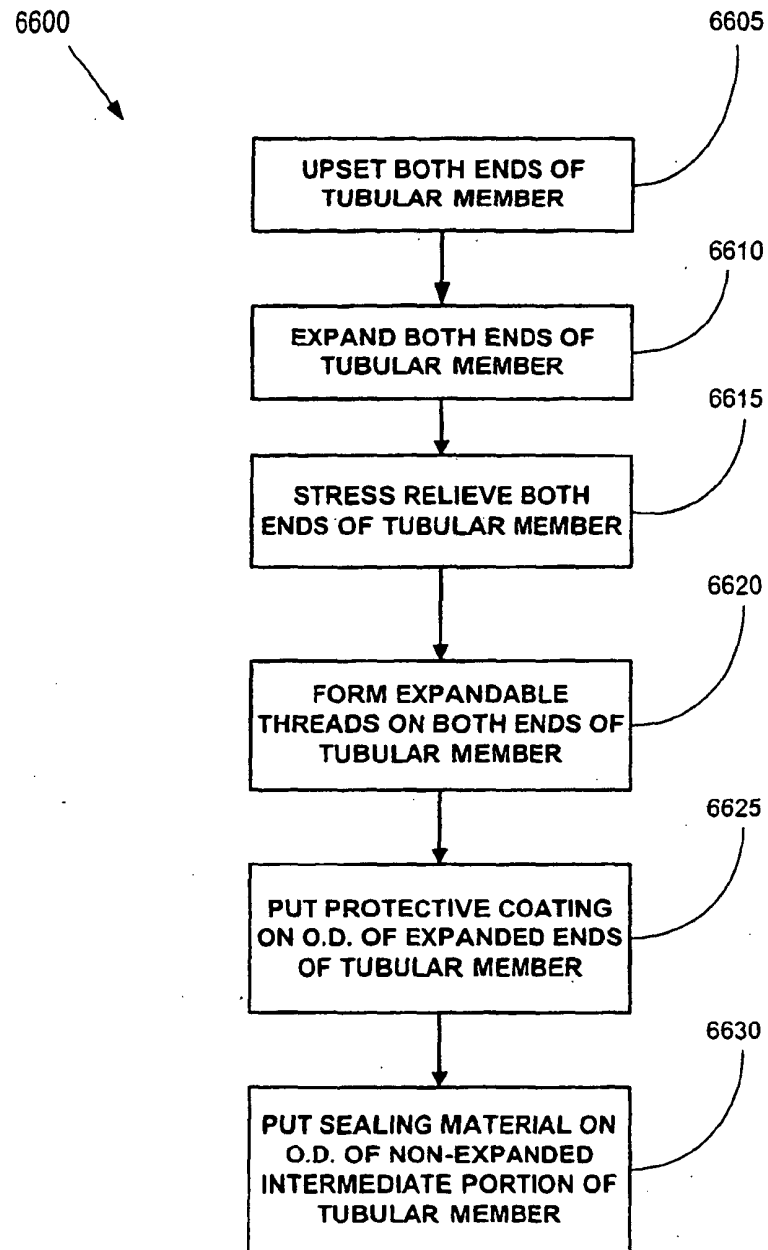 6600
6605
UPSET BOTH ENDS OF
TUBULAR MEMBER
6610
EXPAND BOTH ENDS OF
TUBULAR MEMBER
6615
STRESS RELIEVE BOTH
ENDS OF TUBULAR MEMBER
6620
FORM EXPANDABLE
THREADS ON BOTH ENDS OF
TUBULAR MEMBER
6625
PUT PROTECTIVE COATING
ON O.D. OF EXPANDED ENDS
OF TUBULAR MEMBER
6630
PUT SEALING MATERIAL ON
O.D. OF NON-EXPANDED
INTERMEDIATE PORTION OF
TUBULAR MEMBER